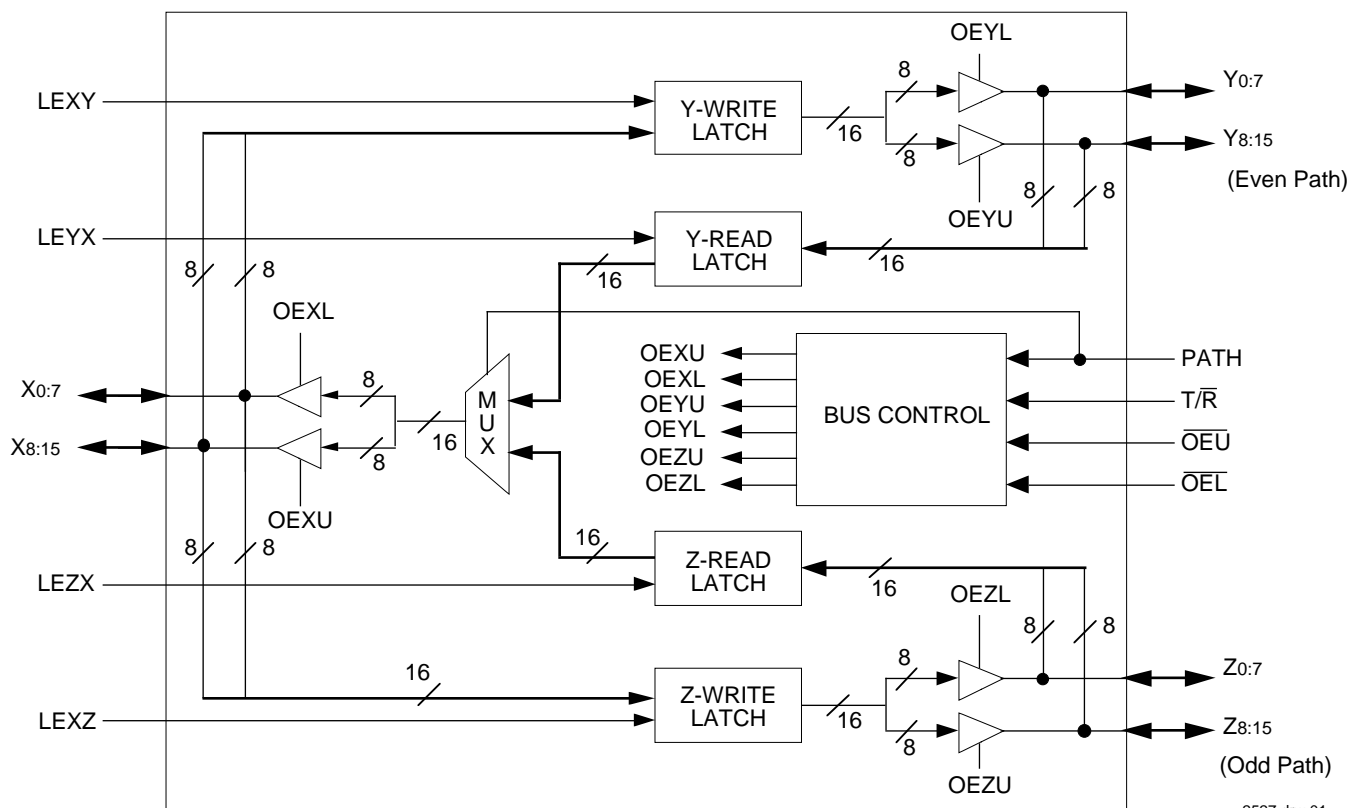 OEYL
8
LEXY
Y-WRITE
LATCH
16
8
Y0:7
Y8:15
(Even Path)
8
8
OEYU
LEYX
Y-READ
LATCH
16
16
8
8
OEXL
X0:7
X8:15
8
8
16
OEXU
MUX
OEXU
OEXL
OEYU
OEYL
OEZU
OEZL
BUS CONTROL
PATH
T/R̅
O̅E̅U̅
O̅E̅L̅
8
8
16
LEZX
Z-READ
LATCH
16
OEZL
8
8
16
LEXZ
Z-WRITE
LATCH
16
8
8
OEZU
Z0:7
Z8:15
(Odd Path)